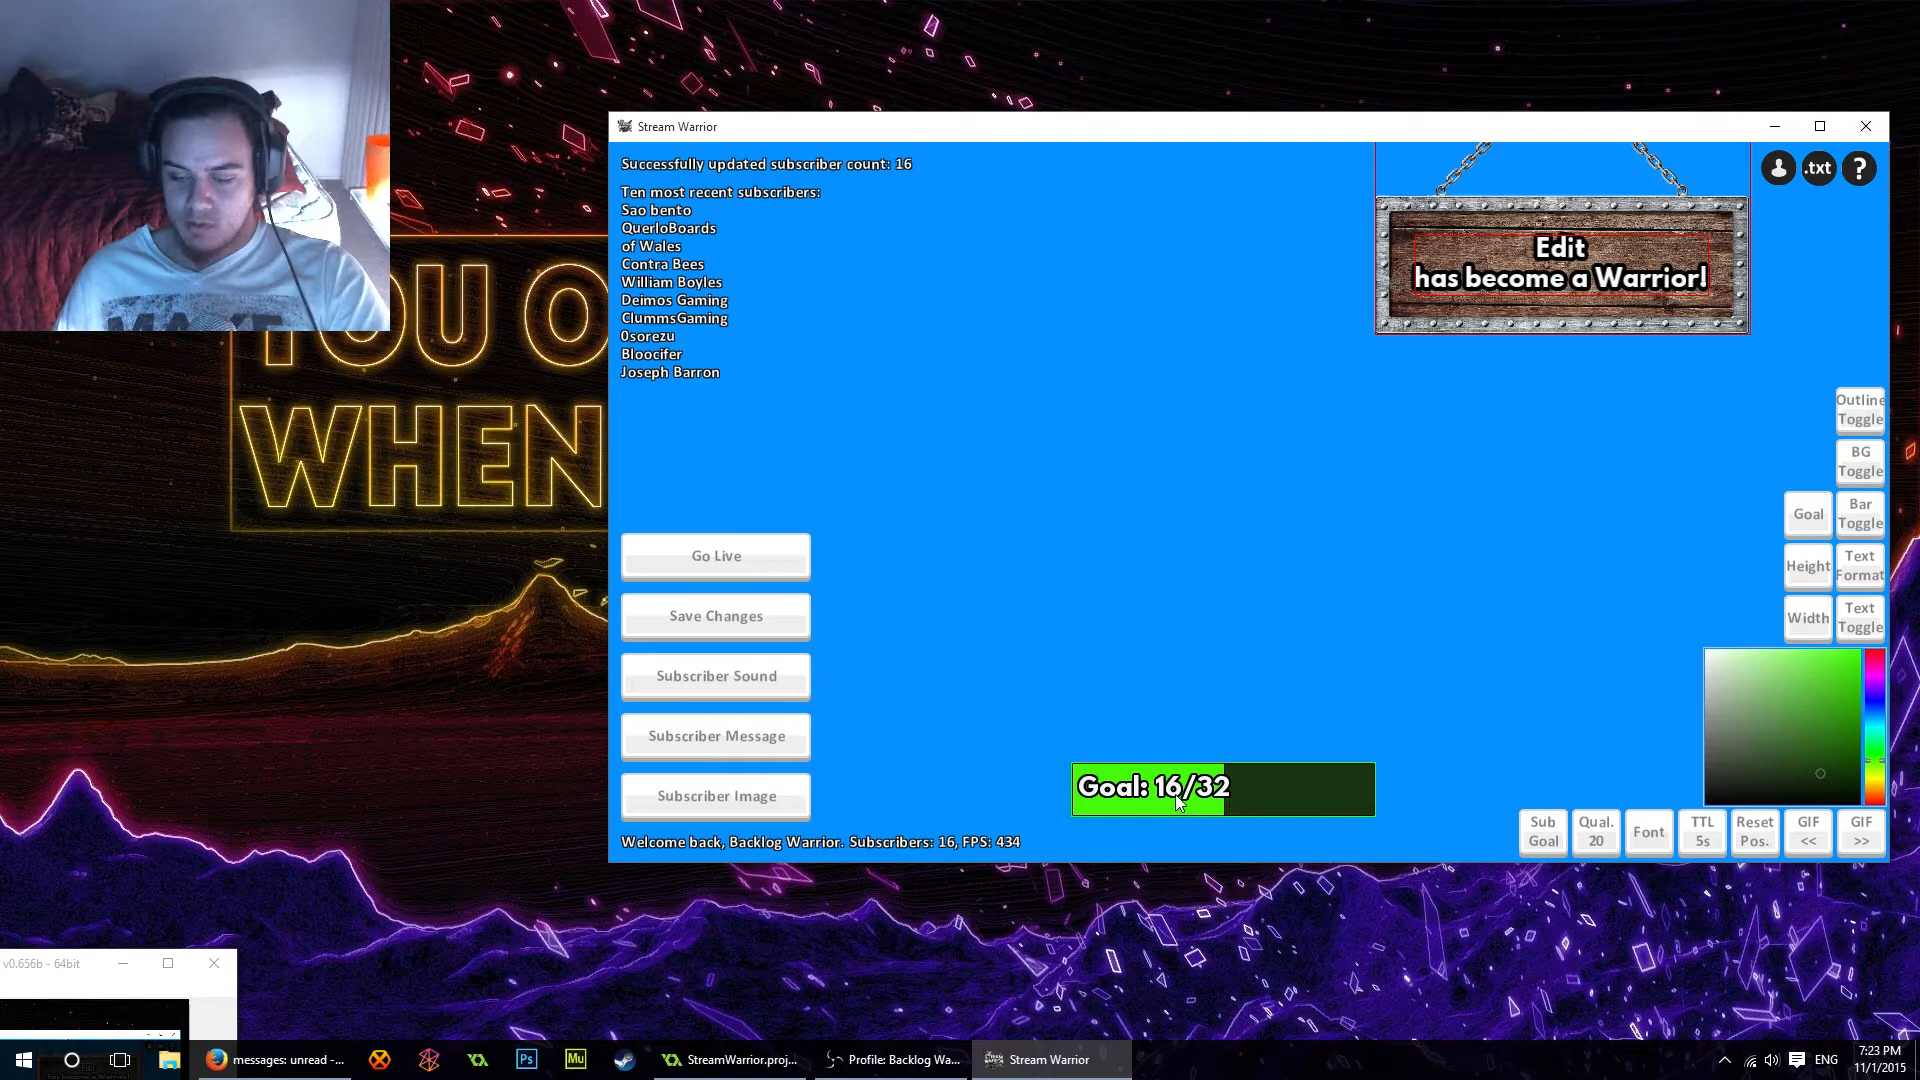 Stream Warrior
Successfully updated subscriber count: 16
Ten most recent subscribers:
Sao bento
QuerloBoards
of Wales
Contra Bees
William Boyles
Deimos Gaming
ClummsGaming
0sorezu
Bloocifer
Joseph Barron
.txt
?
Edit
has become a Warrior!
YOU O
WHEN
Outline
Toggle
BG
Toggle
Goal
Bar
Toggle
Height
Text
Format
Width
Text
Toggle
Go Live
Save Changes
Subscriber Sound
Subscriber Message
Subscriber Image
Goal: 16/32
Sub
Goal
Qual.
20
Font
TTL
5s
Reset
Pos.
GIF
<<
GIF
>>
Welcome back, Backlog Warrior. Subscribers: 16, FPS: 434
v0.656b - 64bit
messages: unread -...
Ps
Mu
StreamWarrior.proj...
Profile: Backlog Wa...
Stream Warrior
ENG
7:23 PM
11/1/2015